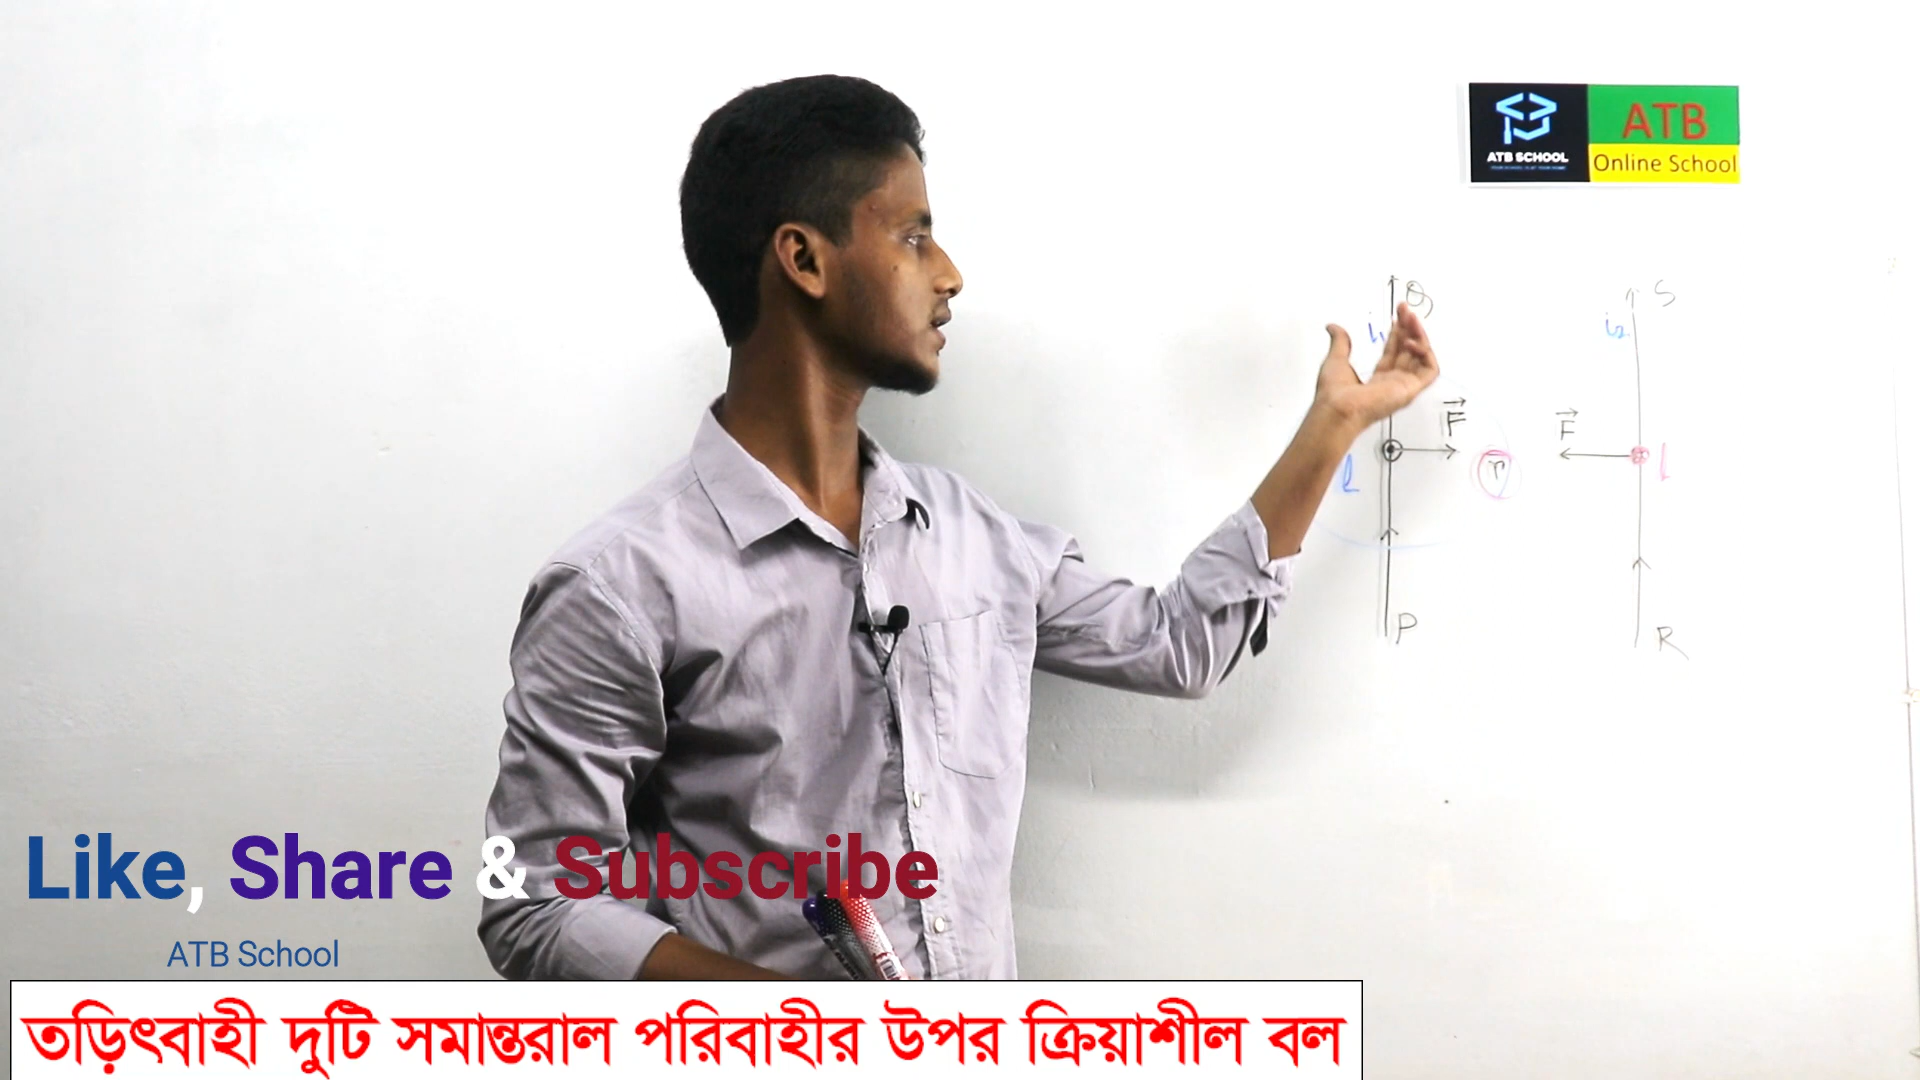 ATB SCHOOL
ATB
Online School
Q
S
i₁
i₂
F⃗
F⃗
r
l
l
P
R
Like, Share & Subscribe
ATB School
তড়িৎবাহী দুটি সমান্তরাল পরিবাহীর উপর ক্রিয়াশীল বল